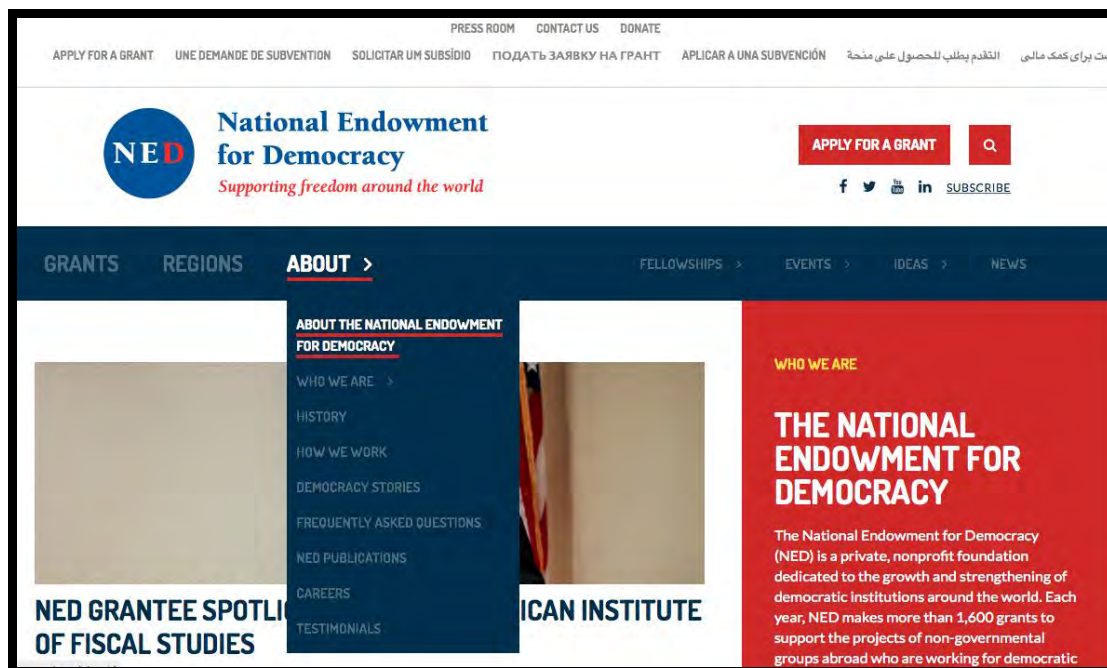 PRESS ROOM CONTACT US DONATE
APPLY FOR A GRANT UNE DEMANDE DE SUBVENTION SOLICITAR UM SUBSÍDIO ПОДАТЬ ЗАЯВКУ НА ГРАНТ APLICAR A UNA SUBVENCIÓN التقدم بطلب للحصول على منحة ست برای کمک مالی
NED
National Endowment
for Democracy
Supporting freedom around the world
APPLY FOR A GRANT
SUBSCRIBE
GRANTS REGIONS ABOUT > FELLOWSHIPS > EVENTS > IDEAS > NEWS
ABOUT THE NATIONAL ENDOWMENT
FOR DEMOCRACY
WHO WE ARE >
HISTORY
HOW WE WORK
DEMOCRACY STORIES
FREQUENTLY ASKED QUESTIONS
NED PUBLICATIONS
CAREERS
TESTIMONIALS
NED GRANTEE SPOTLI ICAN INSTITUTE
OF FISCAL STUDIES
WHO WE ARE
THE NATIONAL
ENDOWMENT FOR
DEMOCRACY
The National Endowment for Democracy
(NED) is a private, nonprofit foundation
dedicated to the growth and strengthening of
democratic institutions around the world. Each
year, NED makes more than 1,600 grants to
support the projects of non-governmental
groups abroad who are working for democratic